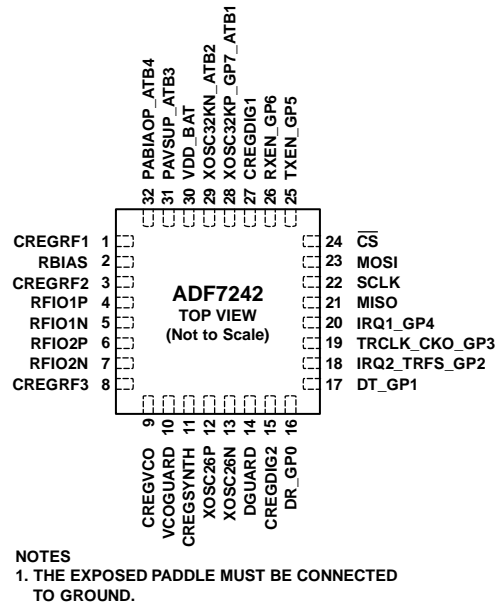 32 PABIAOP_ATB4
31 PAVSUP_ATB3
30 VDD_BAT
29 XOSC32KN_ATB2
28 XOSC32KP_GP7_ATB1
27 CREGDIG1
26 RXEN_GP6
25 TXEN_GP5
CREGRF1 1
RBIAS 2
CREGRF2 3
RFIO1P 4
RFIO1N 5
RFIO2P 6
RFIO2N 7
CREGRF3 8
ADF7242
TOP VIEW
(Not to Scale)
24 CS
23 MOSI
22 SCLK
21 MISO
20 IRQ1_GP4
19 TRCLK_CKO_GP3
18 IRQ2_TRFS_GP2
17 DT_GP1
CREGVCO 9
VCOGUARD 10
CREGSYNTH 11
XOSC26P 12
XOSC26N 13
DGUARD 14
CREGDIG2 15
DR_GP0 16
NOTES
1. THE EXPOSED PADDLE MUST BE CONNECTED
TO GROUND.